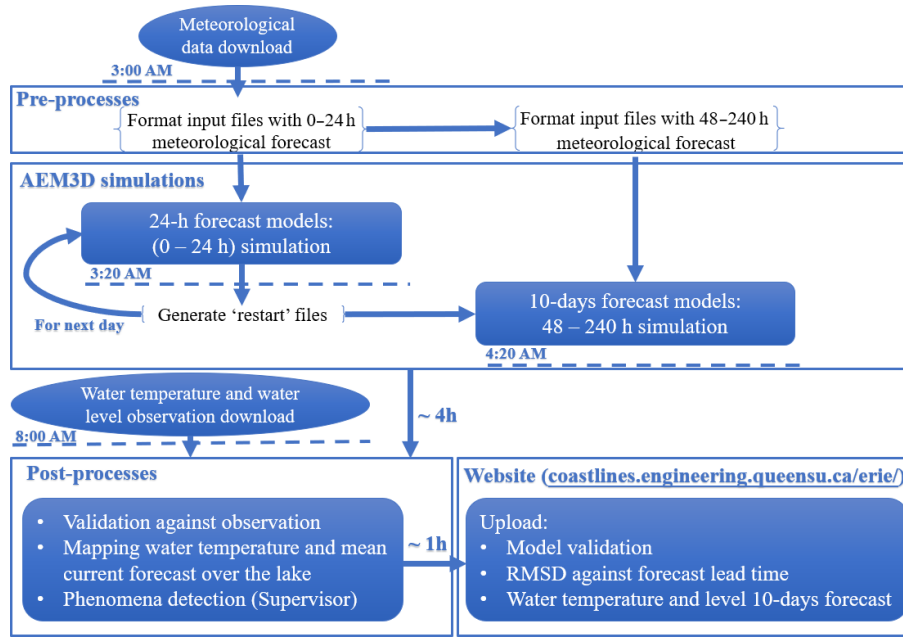 Meteorological
data download
3:00 AM
Pre-processes
Format input files with 0–24 h
meteorological forecast
Format input files with 48-240 h
meteorological forecast
AEM3D simulations
24-h forecast models:
(0 – 24 h) simulation
3:20 AM
For next day
Generate ‘restart’ files
10-days forecast models:
48 – 240 h simulation
4:20 AM
Water temperature and water
level observation download
~ 4h
8:00 AM
Post-processes
• Validation against observation
• Mapping water temperature and mean
current forecast over the lake
• Phenomena detection (Supervisor)
~ 1h
Website (coastlines.engineering.queensu.ca/erie/)
Upload:
• Model validation
• RMSD against forecast lead time
• Water temperature and level 10-days forecast